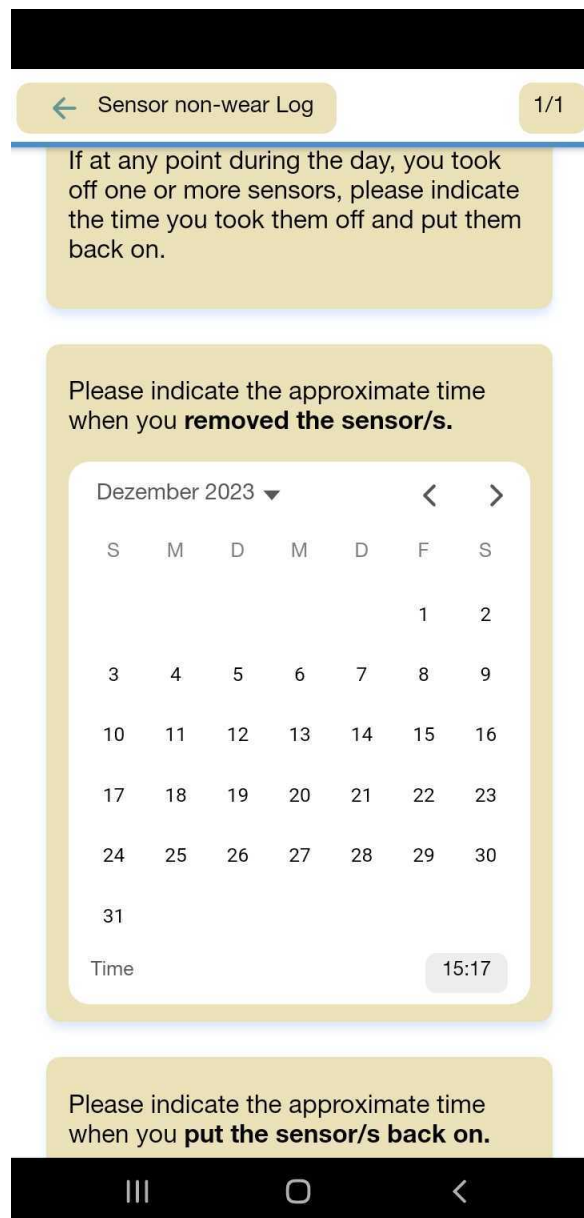 Sensor non-wear Log
1/1
If at any point during the day, you took
off one or more sensors, please indicate
the time you took them off and put them
back on.
Please indicate the approximate time
when you removed the sensor/s.
Dezember 2023
S M D M D F S
1 2
3 4 5 6 7 8 9
10 11 12 13 14 15 16
17 18 19 20 21 22 23
24 25 26 27 28 29 30
31
Time 15:17
Please indicate the approximate time
when you put the sensor/s back on.